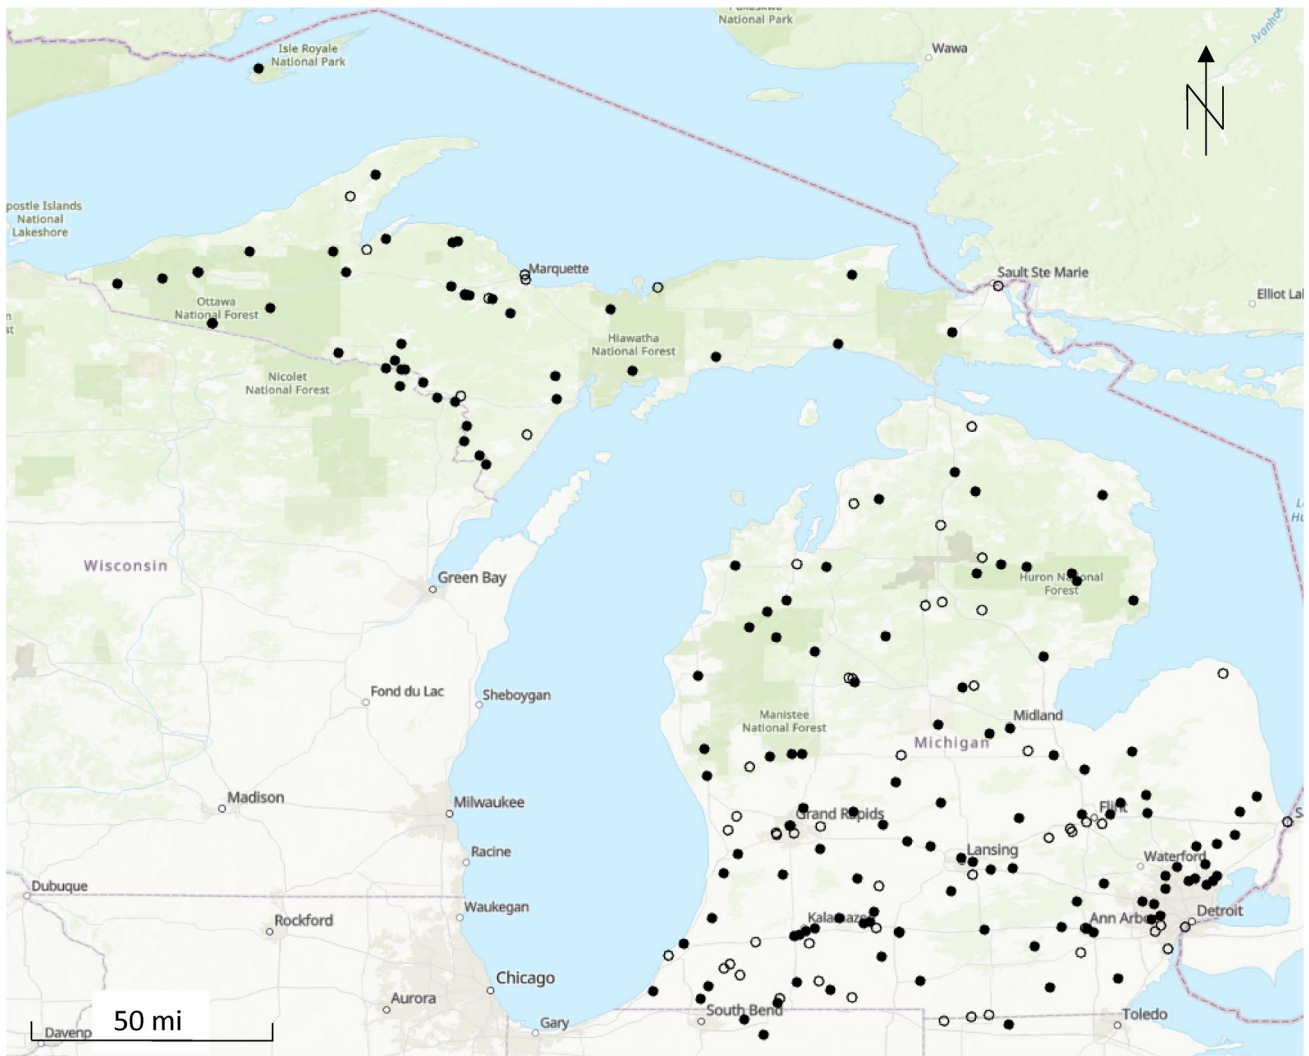 National Park
Isle Royale
National Park
Wawa
N
postle Islands
National
Lakeshore
Marquette
Sault Ste Marie
Elliot Lal
Ottawa
National Forest
Hiawatha
National Forest
Nicolet
National Forest
Wisconsin
Green Bay
Huron National
Forest
Fond du Lac
Sheboygan
Manistee
National Forest
Midland
Michigan
Madison
Milwaukee
Grand Rapids
Flint
Racine
Lansing
Waterford
Dubuque
Waukegan
Rockford
Kalamazoo
Ann Arbor
Detroit
Chicago
Aurora
South Bend
Toledo
Gary
50 mi
Davenp